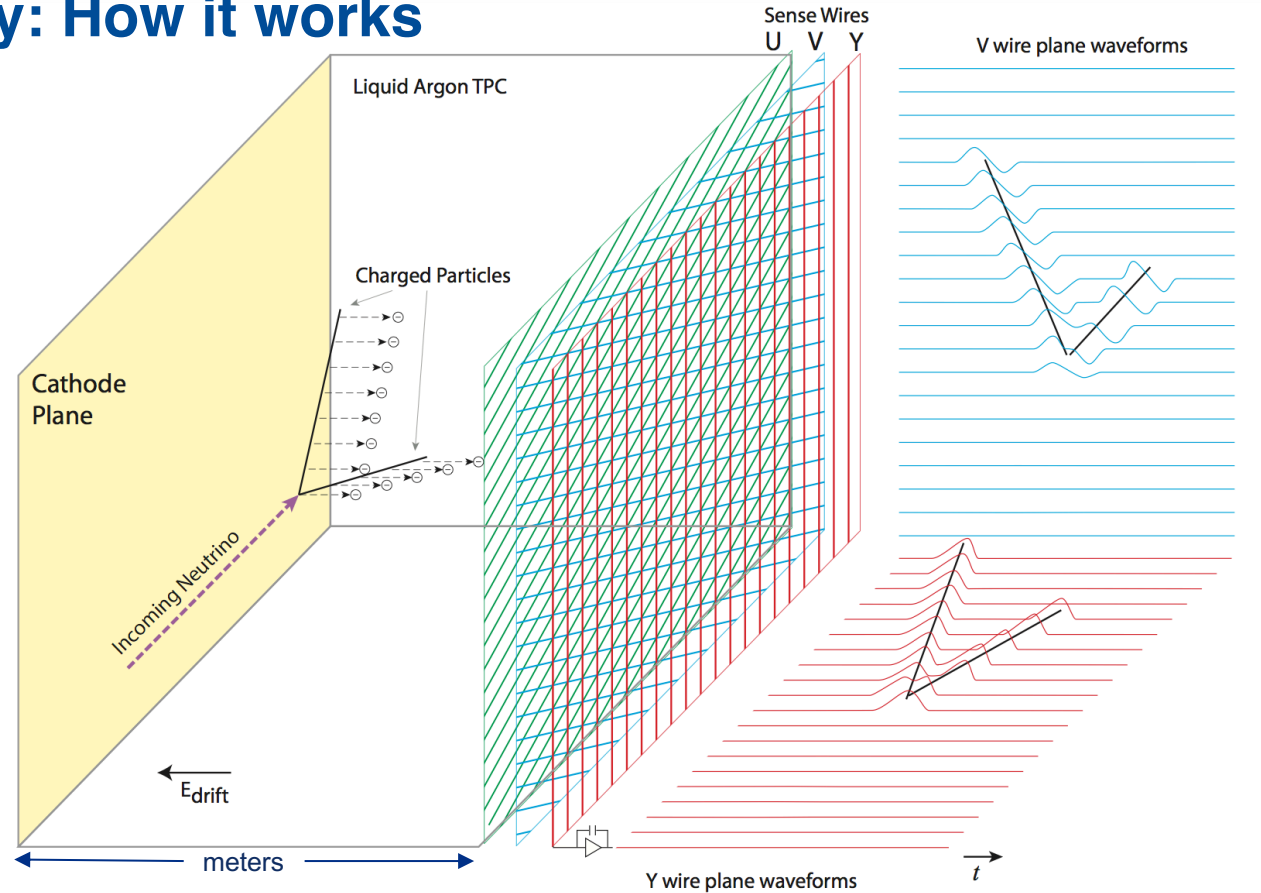 y: How it works
Sense Wires
U V Y
V wire plane waveforms
Liquid Argon TPC
Charged Particles
Cathode
Plane
Incoming Neutrino
Edrift
meters
t
Y wire plane waveforms